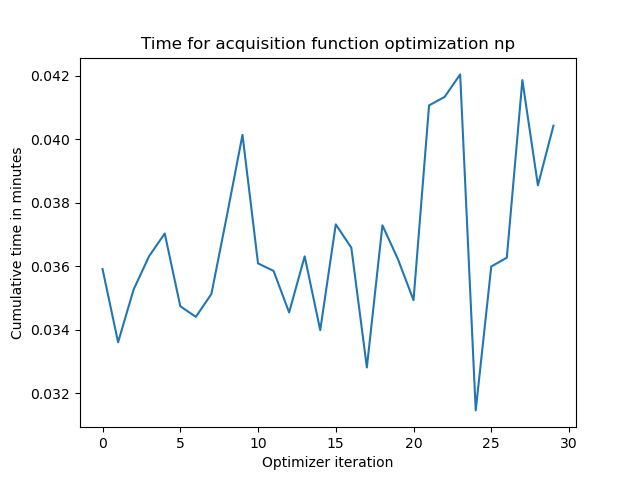 Time for acquisition function optimization np
0.042
0.040
0.038
0.036
0.034
0.032
Cumulative time in minutes
0 5 10 15 20 25 30
Optimizer iteration